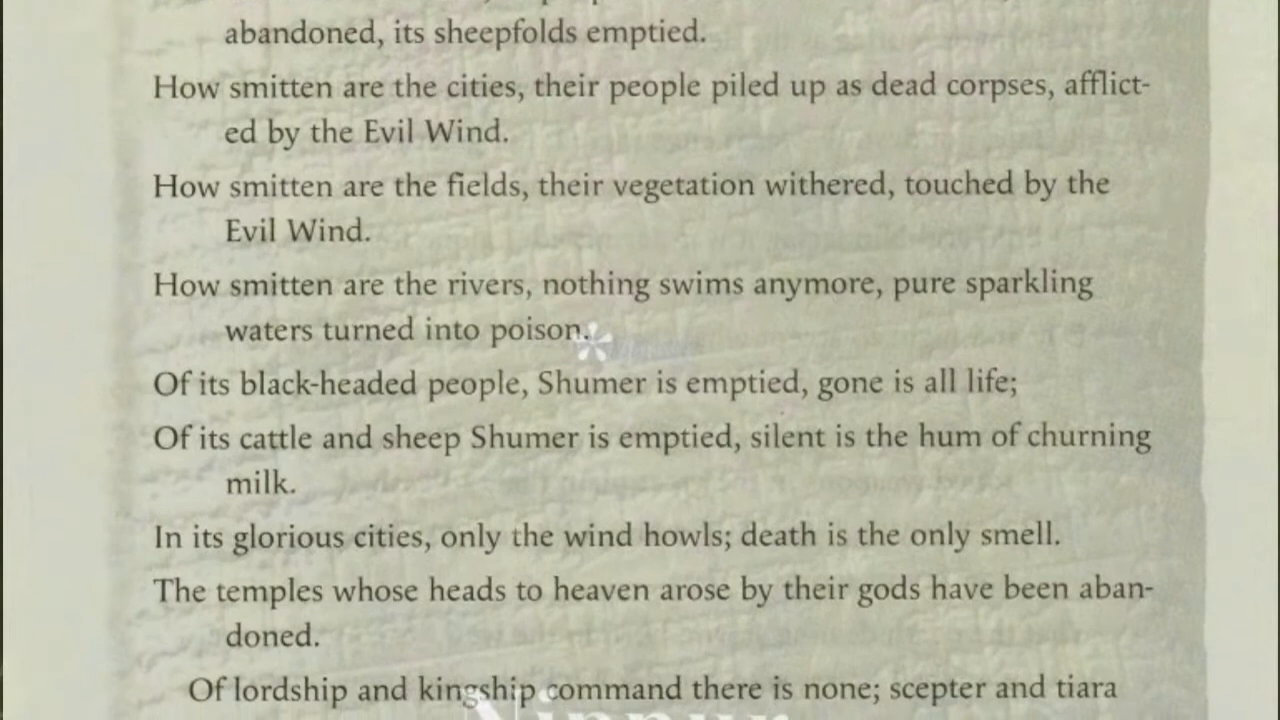 abandoned, its sheepfolds emptied.
How smitten are the cities, their people piled up as dead corpses, afflict-
ed by the Evil Wind.
How smitten are the fields, their vegetation withered, touched by the
Evil Wind.
How smitten are the rivers, nothing swims anymore, pure sparkling
waters turned into poison.
Of its black-headed people, Shumer is emptied, gone is all life;
Of its cattle and sheep Shumer is emptied, silent is the hum of churning
milk.
In its glorious cities, only the wind howls; death is the only smell.
The temples whose heads to heaven arose by their gods have been aban-
doned.
Of lordship and kingship command there is none; scepter and tiara
Nippur